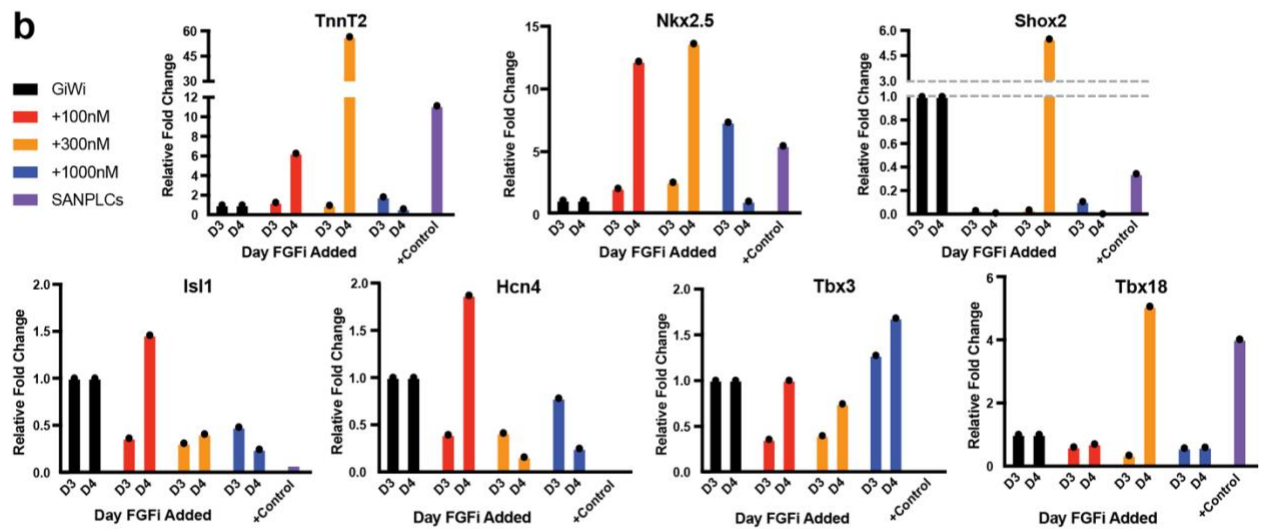 b
GiWi
+100nM
+300nM
+1000nM
SANPLCs
TnnT2
Relative Fold Change
60
45
30
12
10
8
6
4
2
0
D3 D4 D3 D4 D3 D4 D3 D4 +Control
Day FGFi Added
Nkx2.5
Relative Fold Change
15
10
5
0
D3 D4 D3 D4 D3 D4 D3 D4 +Control
Day FGFi Added
Shox2
Relative Fold Change
6.0
4.5
3.0
1.0
0.8
0.6
0.4
0.2
0.0
D3 D4 D3 D4 D3 D4 D3 D4 +Control
Day FGFi Added
Isl1
Relative Fold Change
2.0
1.5
1.0
0.5
0.0
D3 D4 D3 D4 D3 D4 D3 D4 +Control
Day FGFi Added
Hcn4
Relative Fold Change
2.0
1.5
1.0
0.5
0.0
D3 D4 D3 D4 D3 D4 D3 D4 +Control
Day FGFi Added
Tbx3
Relative Fold Change
2.0
1.5
1.0
0.5
0.0
D3 D4 D3 D4 D3 D4 D3 D4 +Control
Day FGFi Added
Tbx18
Relative Fold Change
6
4
2
0
D3 D4 D3 D4 D3 D4 D3 D4 +Control
Day FGFi Added